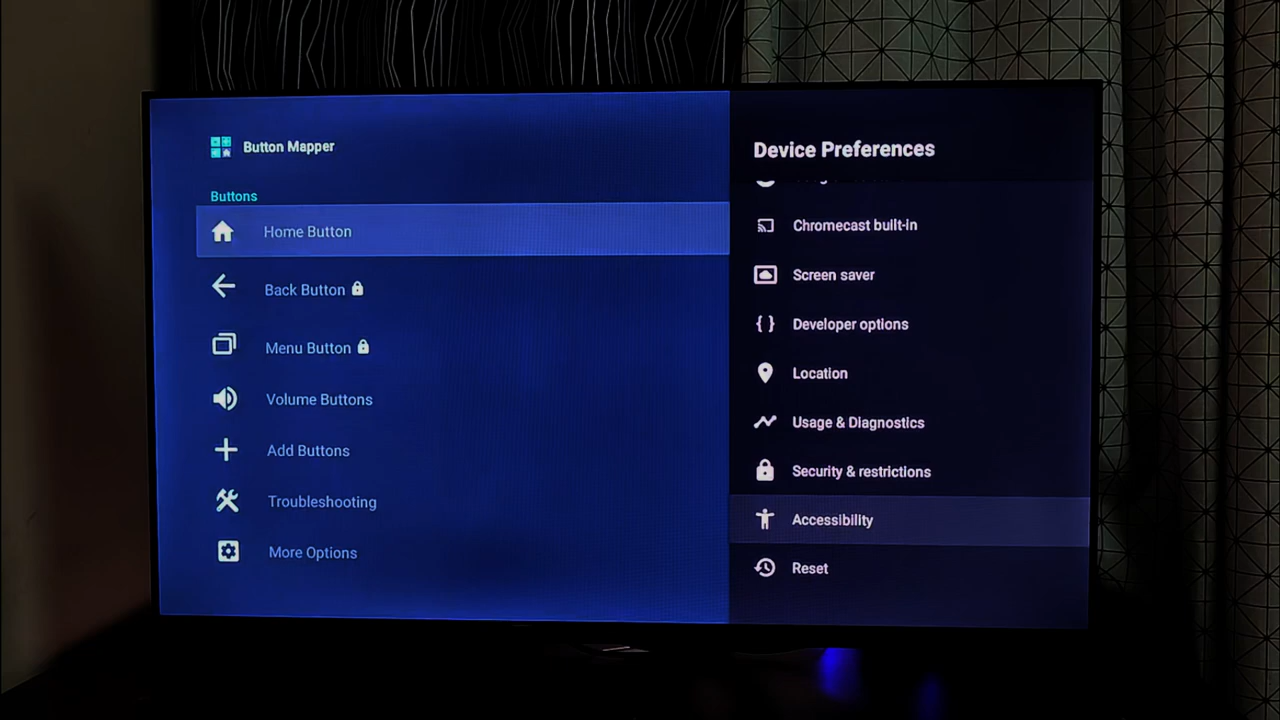 Button Mapper
Buttons
Home Button
Back Button
Menu Button
Volume Buttons
Add Buttons
Troubleshooting
More Options
Device Preferences
Chromecast built-in
Screen saver
Developer options
Location
Usage & Diagnostics
Security & restrictions
Accessibility
Reset